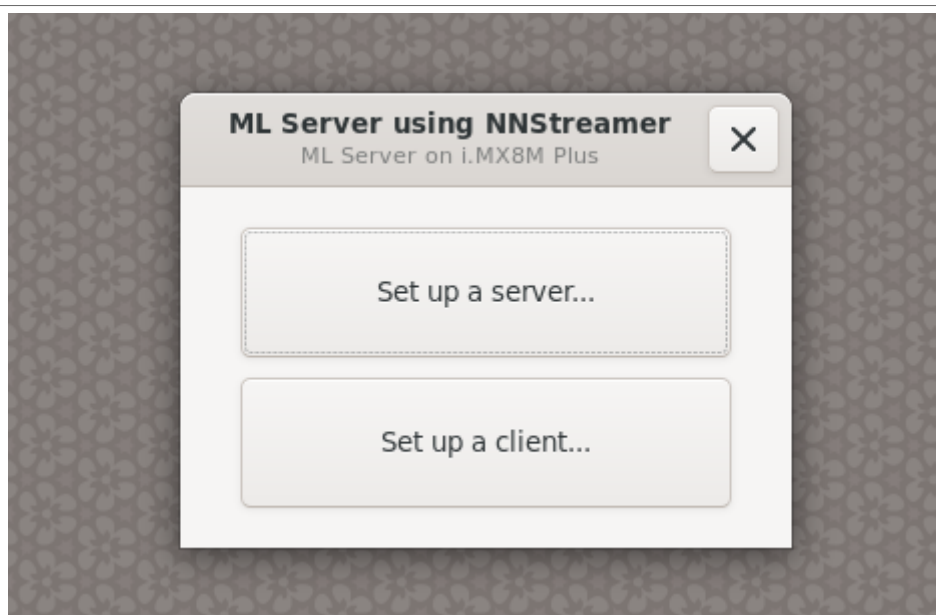 ML Server using NNStreamer
ML Server on i.MX8M Plus
Set up a server...
Set up a client...